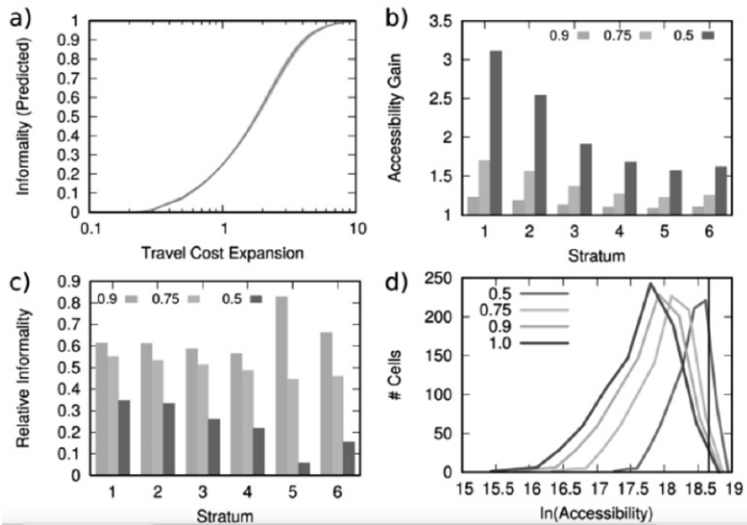 a)
1
0.9
0.8
0.7
0.6
0.5
0.4
0.3
0.2
0.1
0
Informality (Predicted)
0.1 1 10
Travel Cost Expansion
b)
0.9 0.75 0.5
3.5
3
2.5
2
1.5
1
Accessibility Gain
1 2 3 4 5 6
Stratum
c)
0.9 0.75 0.5
0.9
0.8
0.7
0.6
0.5
0.4
0.3
0.2
0.1
0
Relative Informality
1 2 3 4 5 6
Stratum
d)
250
200
150
100
50
0
# Cells
0.5
0.75
0.9
1.0
15 15.5 16 16.5 17 17.5 18 18.5 19
ln(Accessibility)